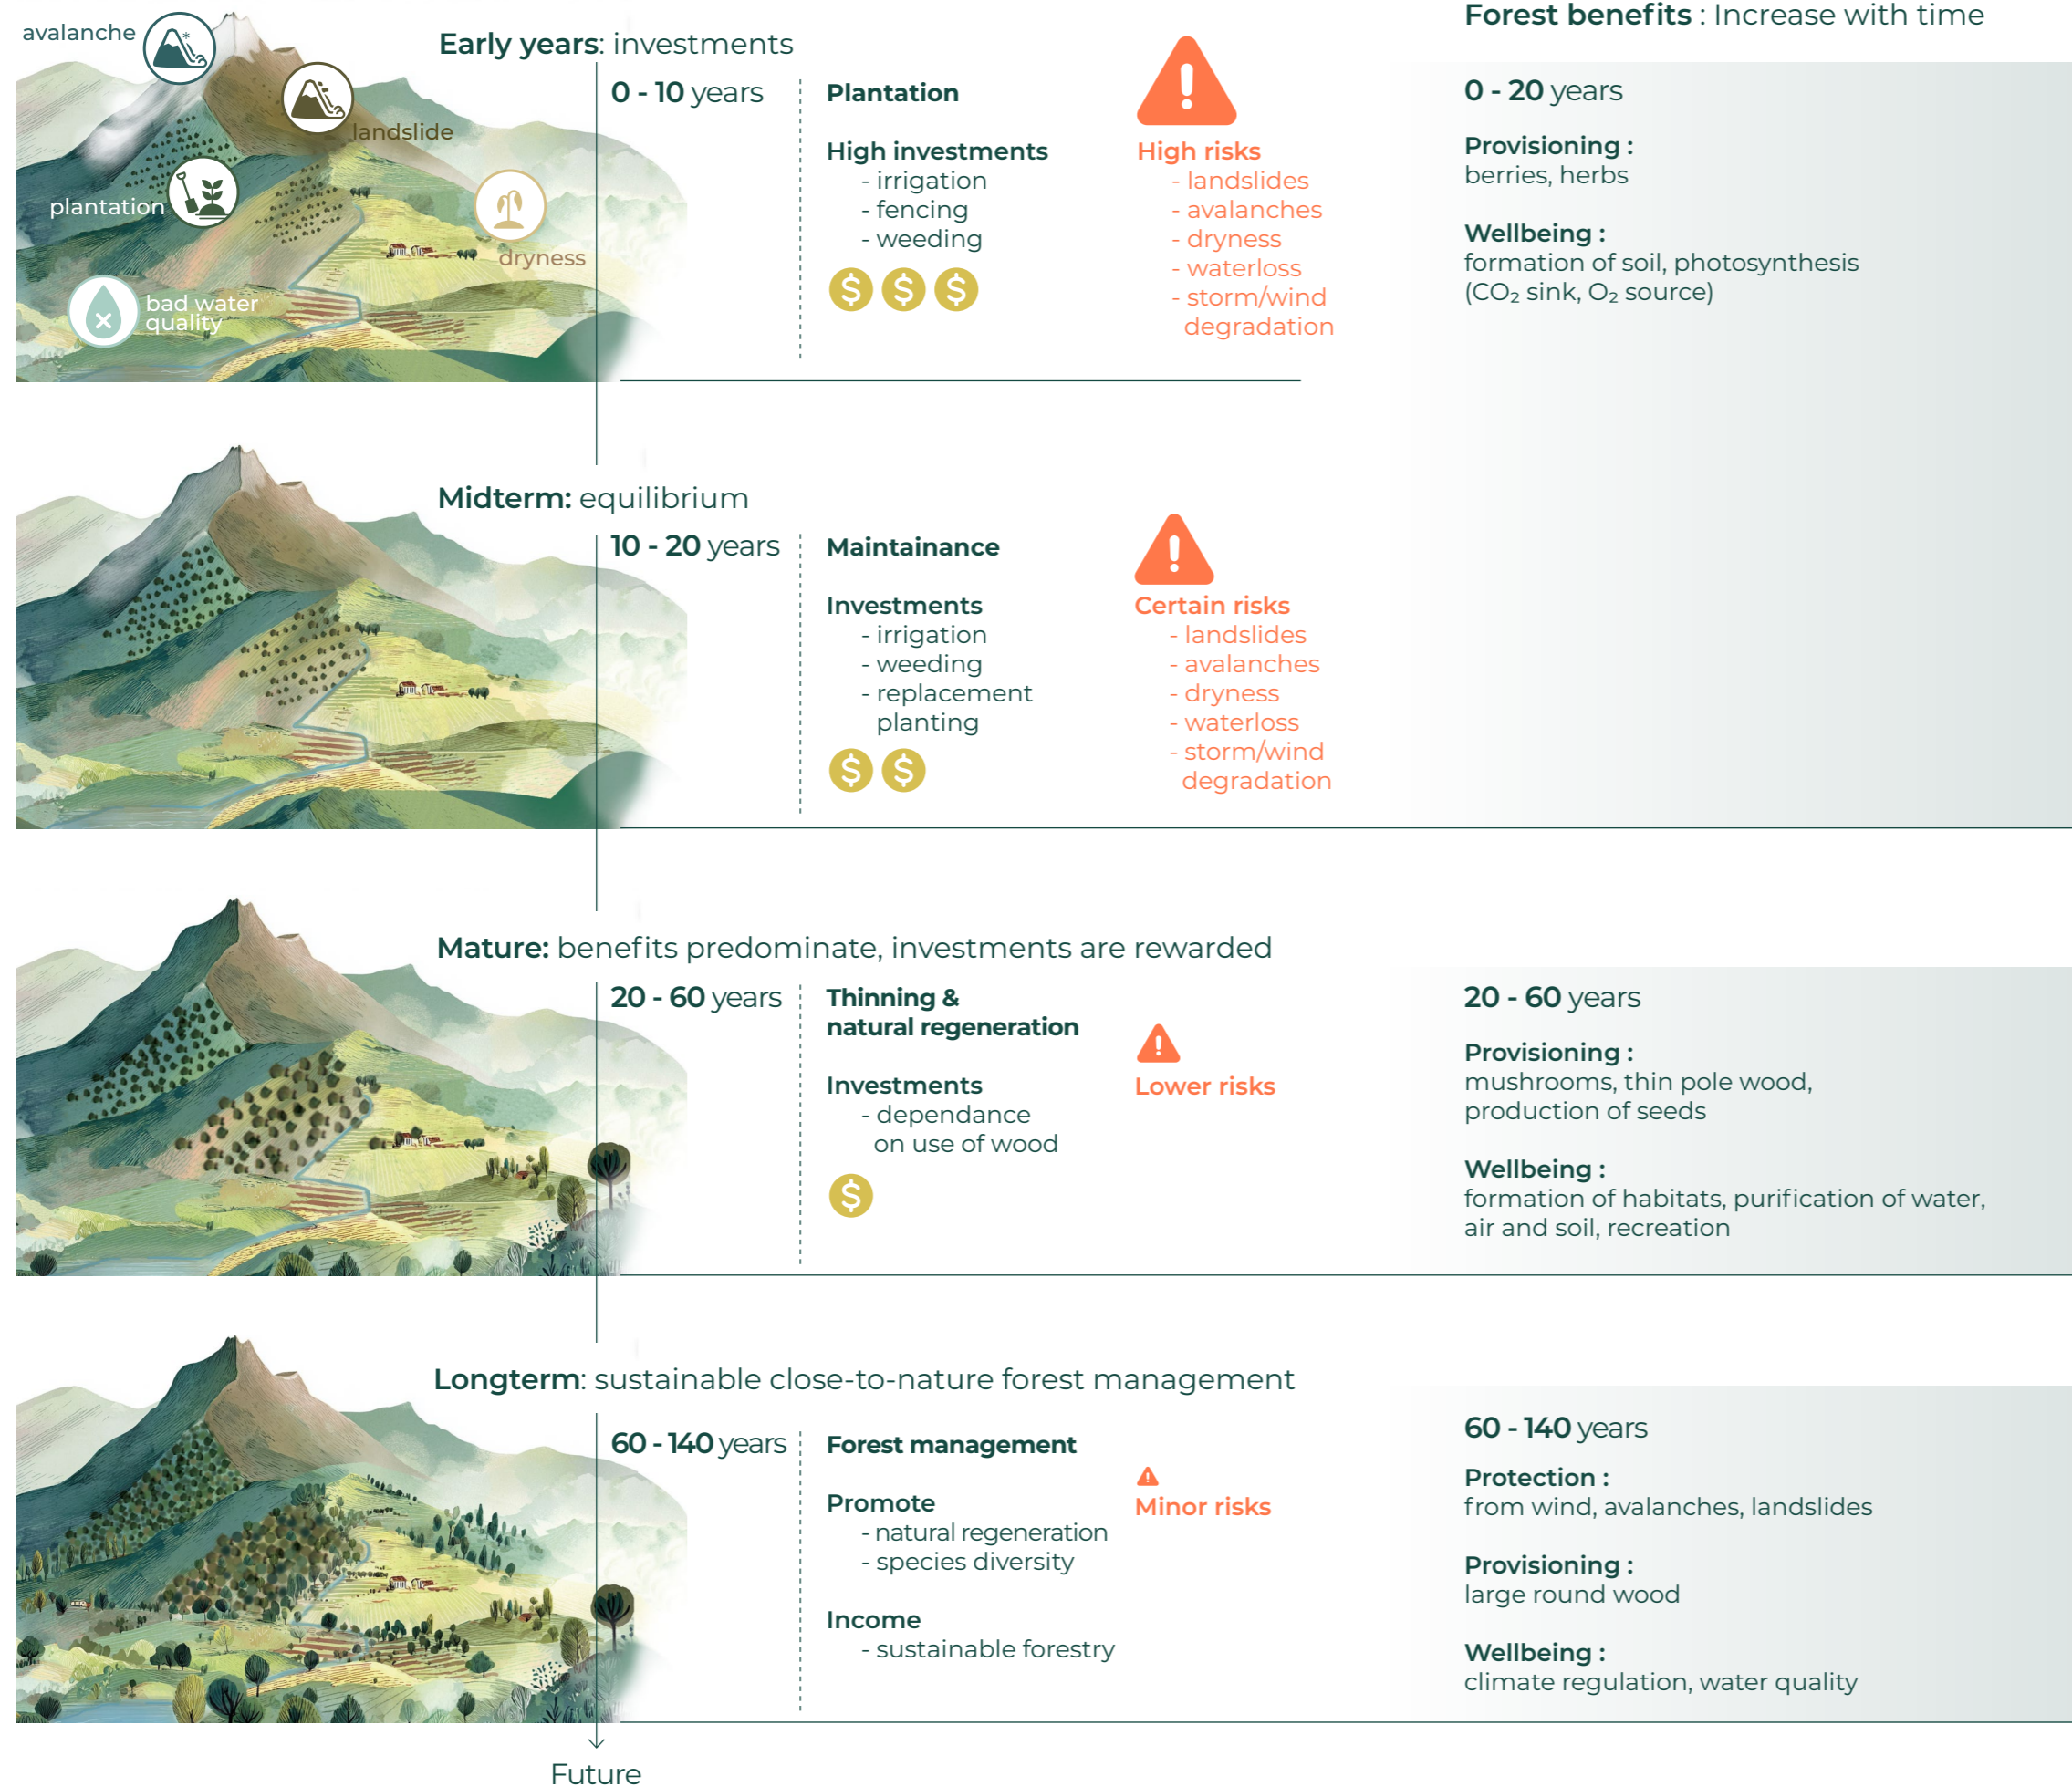 Forest benefits : Increase with time
avalanche
landslide
plantation
dryness
bad water
quality
Early years: investments
0 - 10 years
Plantation
High investments
- irrigation
- fencing
- weeding
High risks
- landslides
- avalanches
- dryness
- waterloss
- storm/wind
degradation
0 - 20 years
Provisioning :
berries, herbs
Wellbeing :
formation of soil, photosynthesis
(CO₂ sink, O₂ source)
Midterm: equilibrium
10 - 20 years
Maintainance
Investments
- irrigation
- weeding
- replacement
planting
Certain risks
- landslides
- avalanches
- dryness
- waterloss
- storm/wind
degradation
Mature: benefits predominate, investments are rewarded
20 - 60 years
Thinning &
natural regeneration
Investments
- dependance
on use of wood
Lower risks
20 - 60 years
Provisioning :
mushrooms, thin pole wood,
production of seeds
Wellbeing :
formation of habitats, purification of water,
air and soil, recreation
Longterm: sustainable close-to-nature forest management
60 - 140 years
Forest management
Promote
- natural regeneration
- species diversity
Income
- sustainable forestry
Minor risks
60 - 140 years
Protection :
from wind, avalanches, landslides
Provisioning :
large round wood
Wellbeing :
climate regulation, water quality
Future